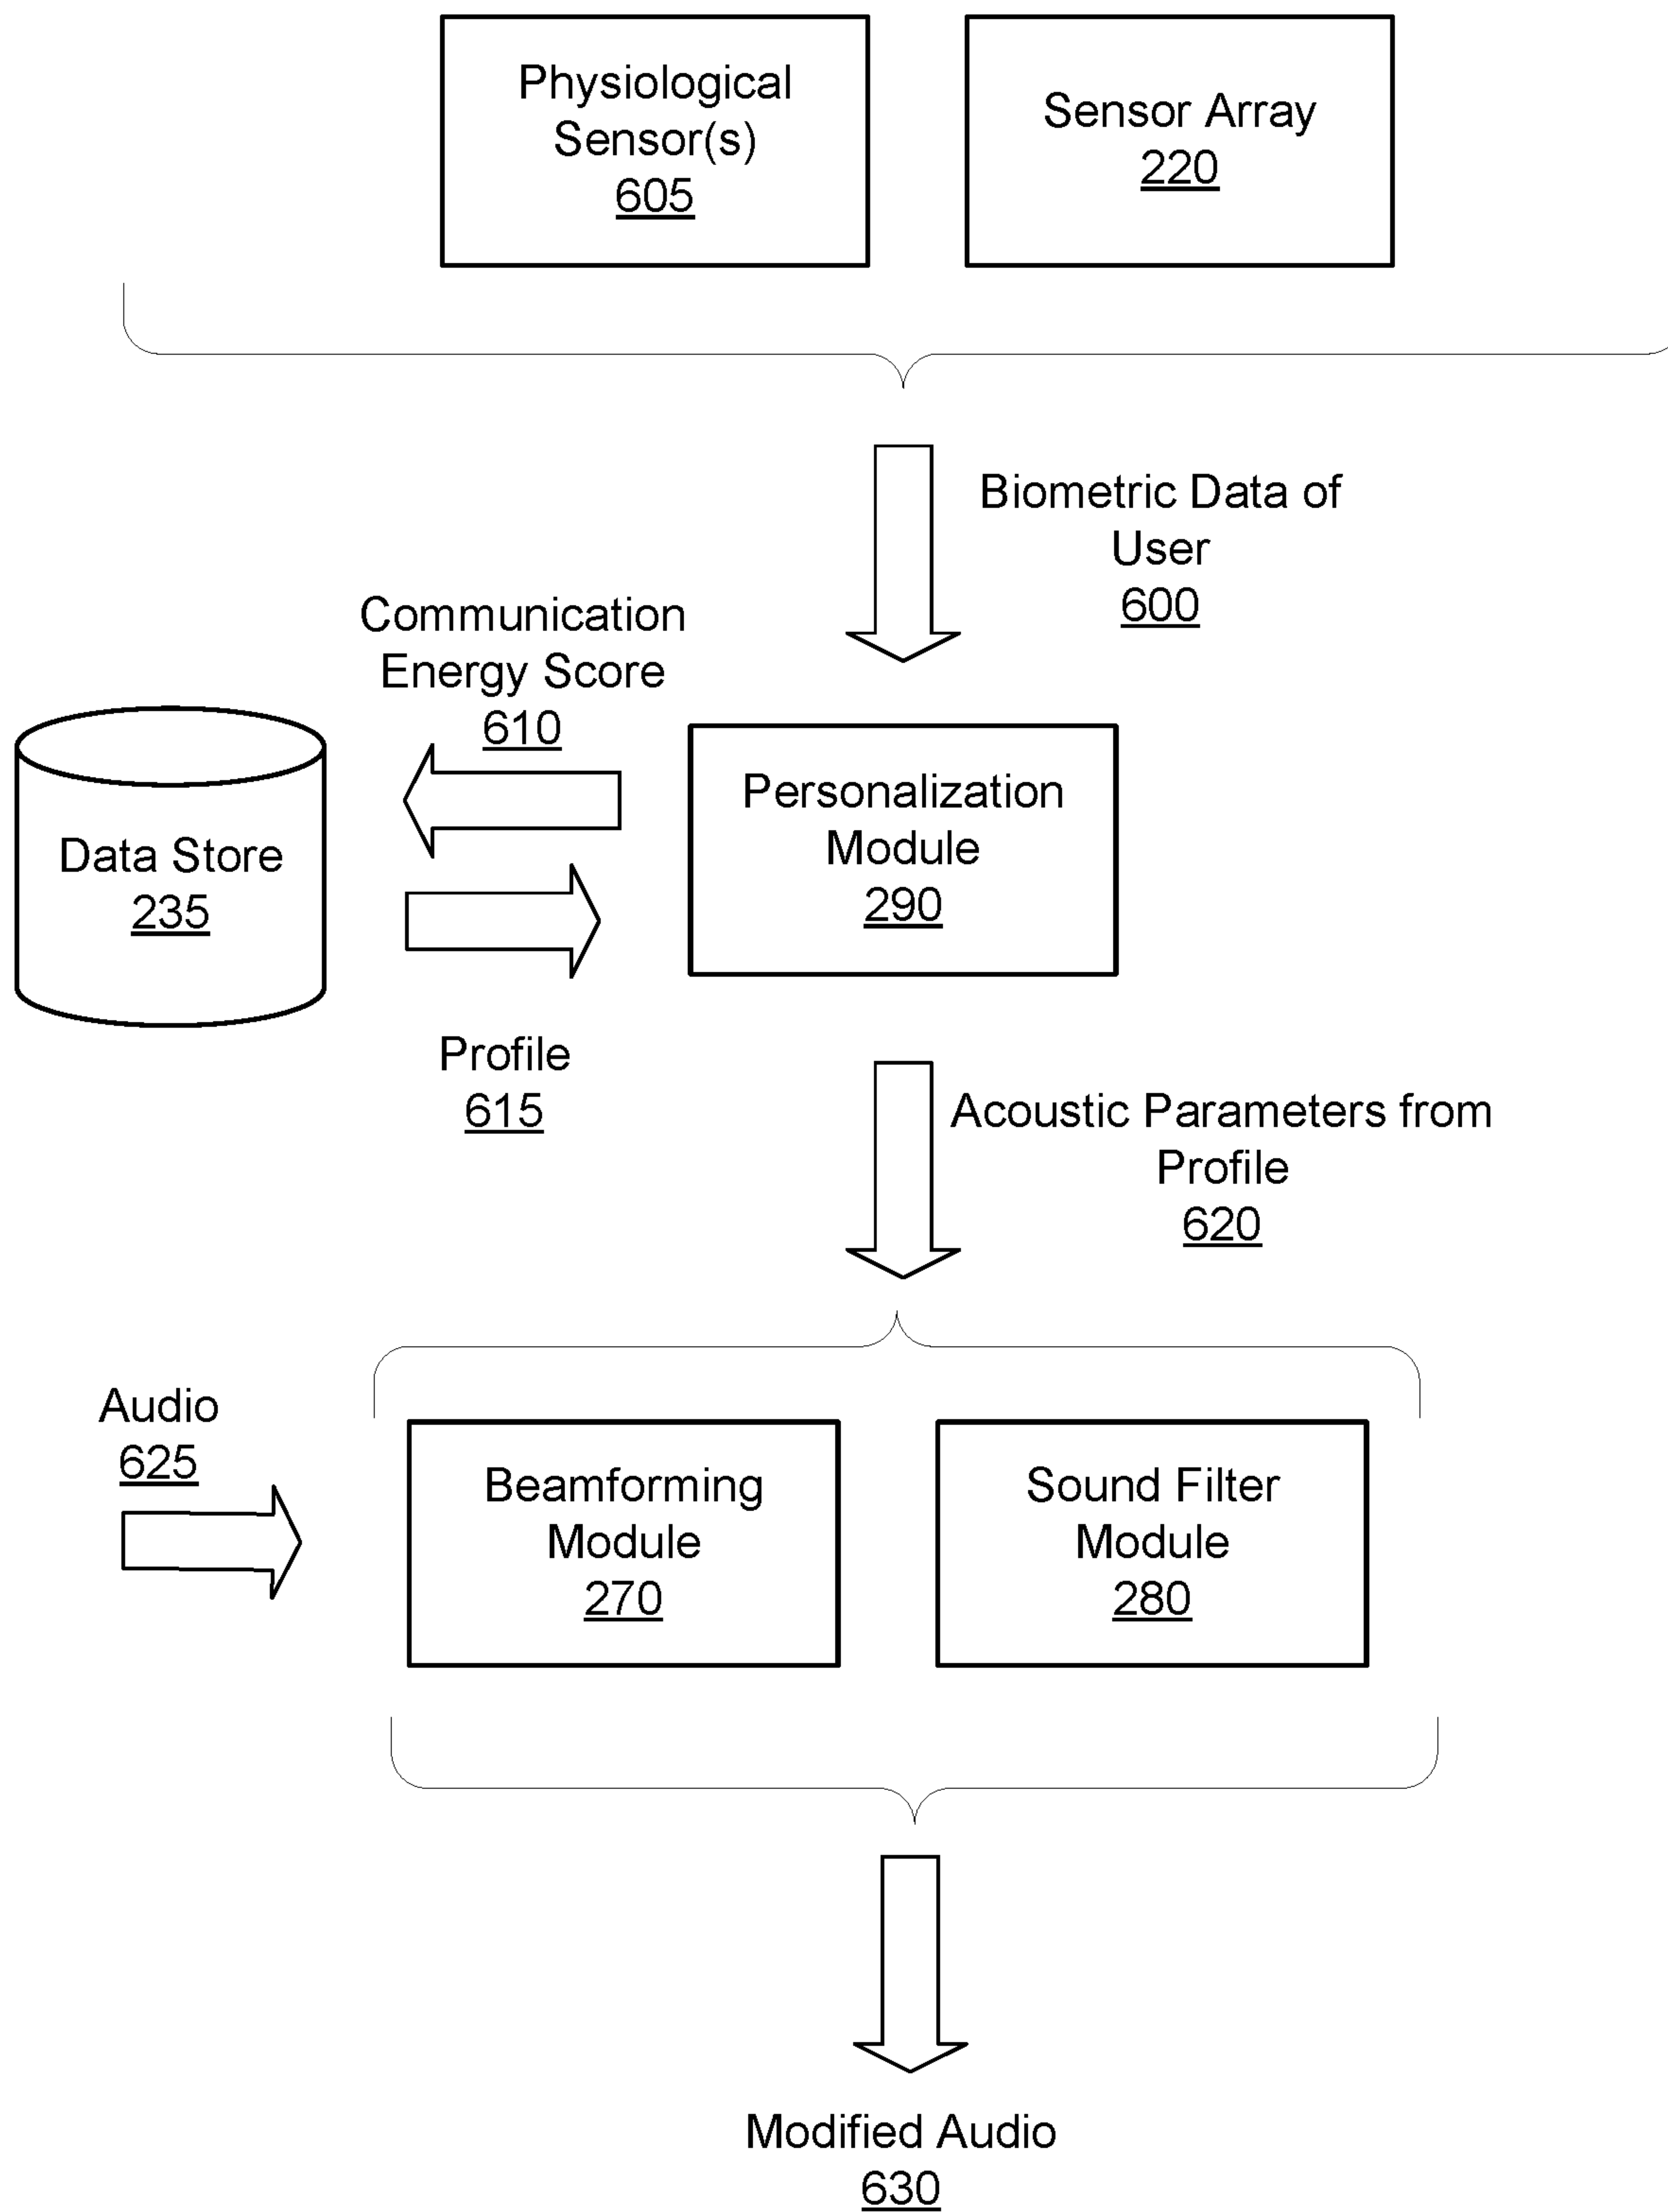 Physiological
Sensor(s)
605
Sensor Array
220
Biometric Data of
User
600
Communication
Energy Score
610
Data Store
235
Personalization
Module
290
Profile
615
Acoustic Parameters from
Profile
620
Audio
625
Beamforming
Module
270
Sound Filter
Module
280
Modified Audio
630